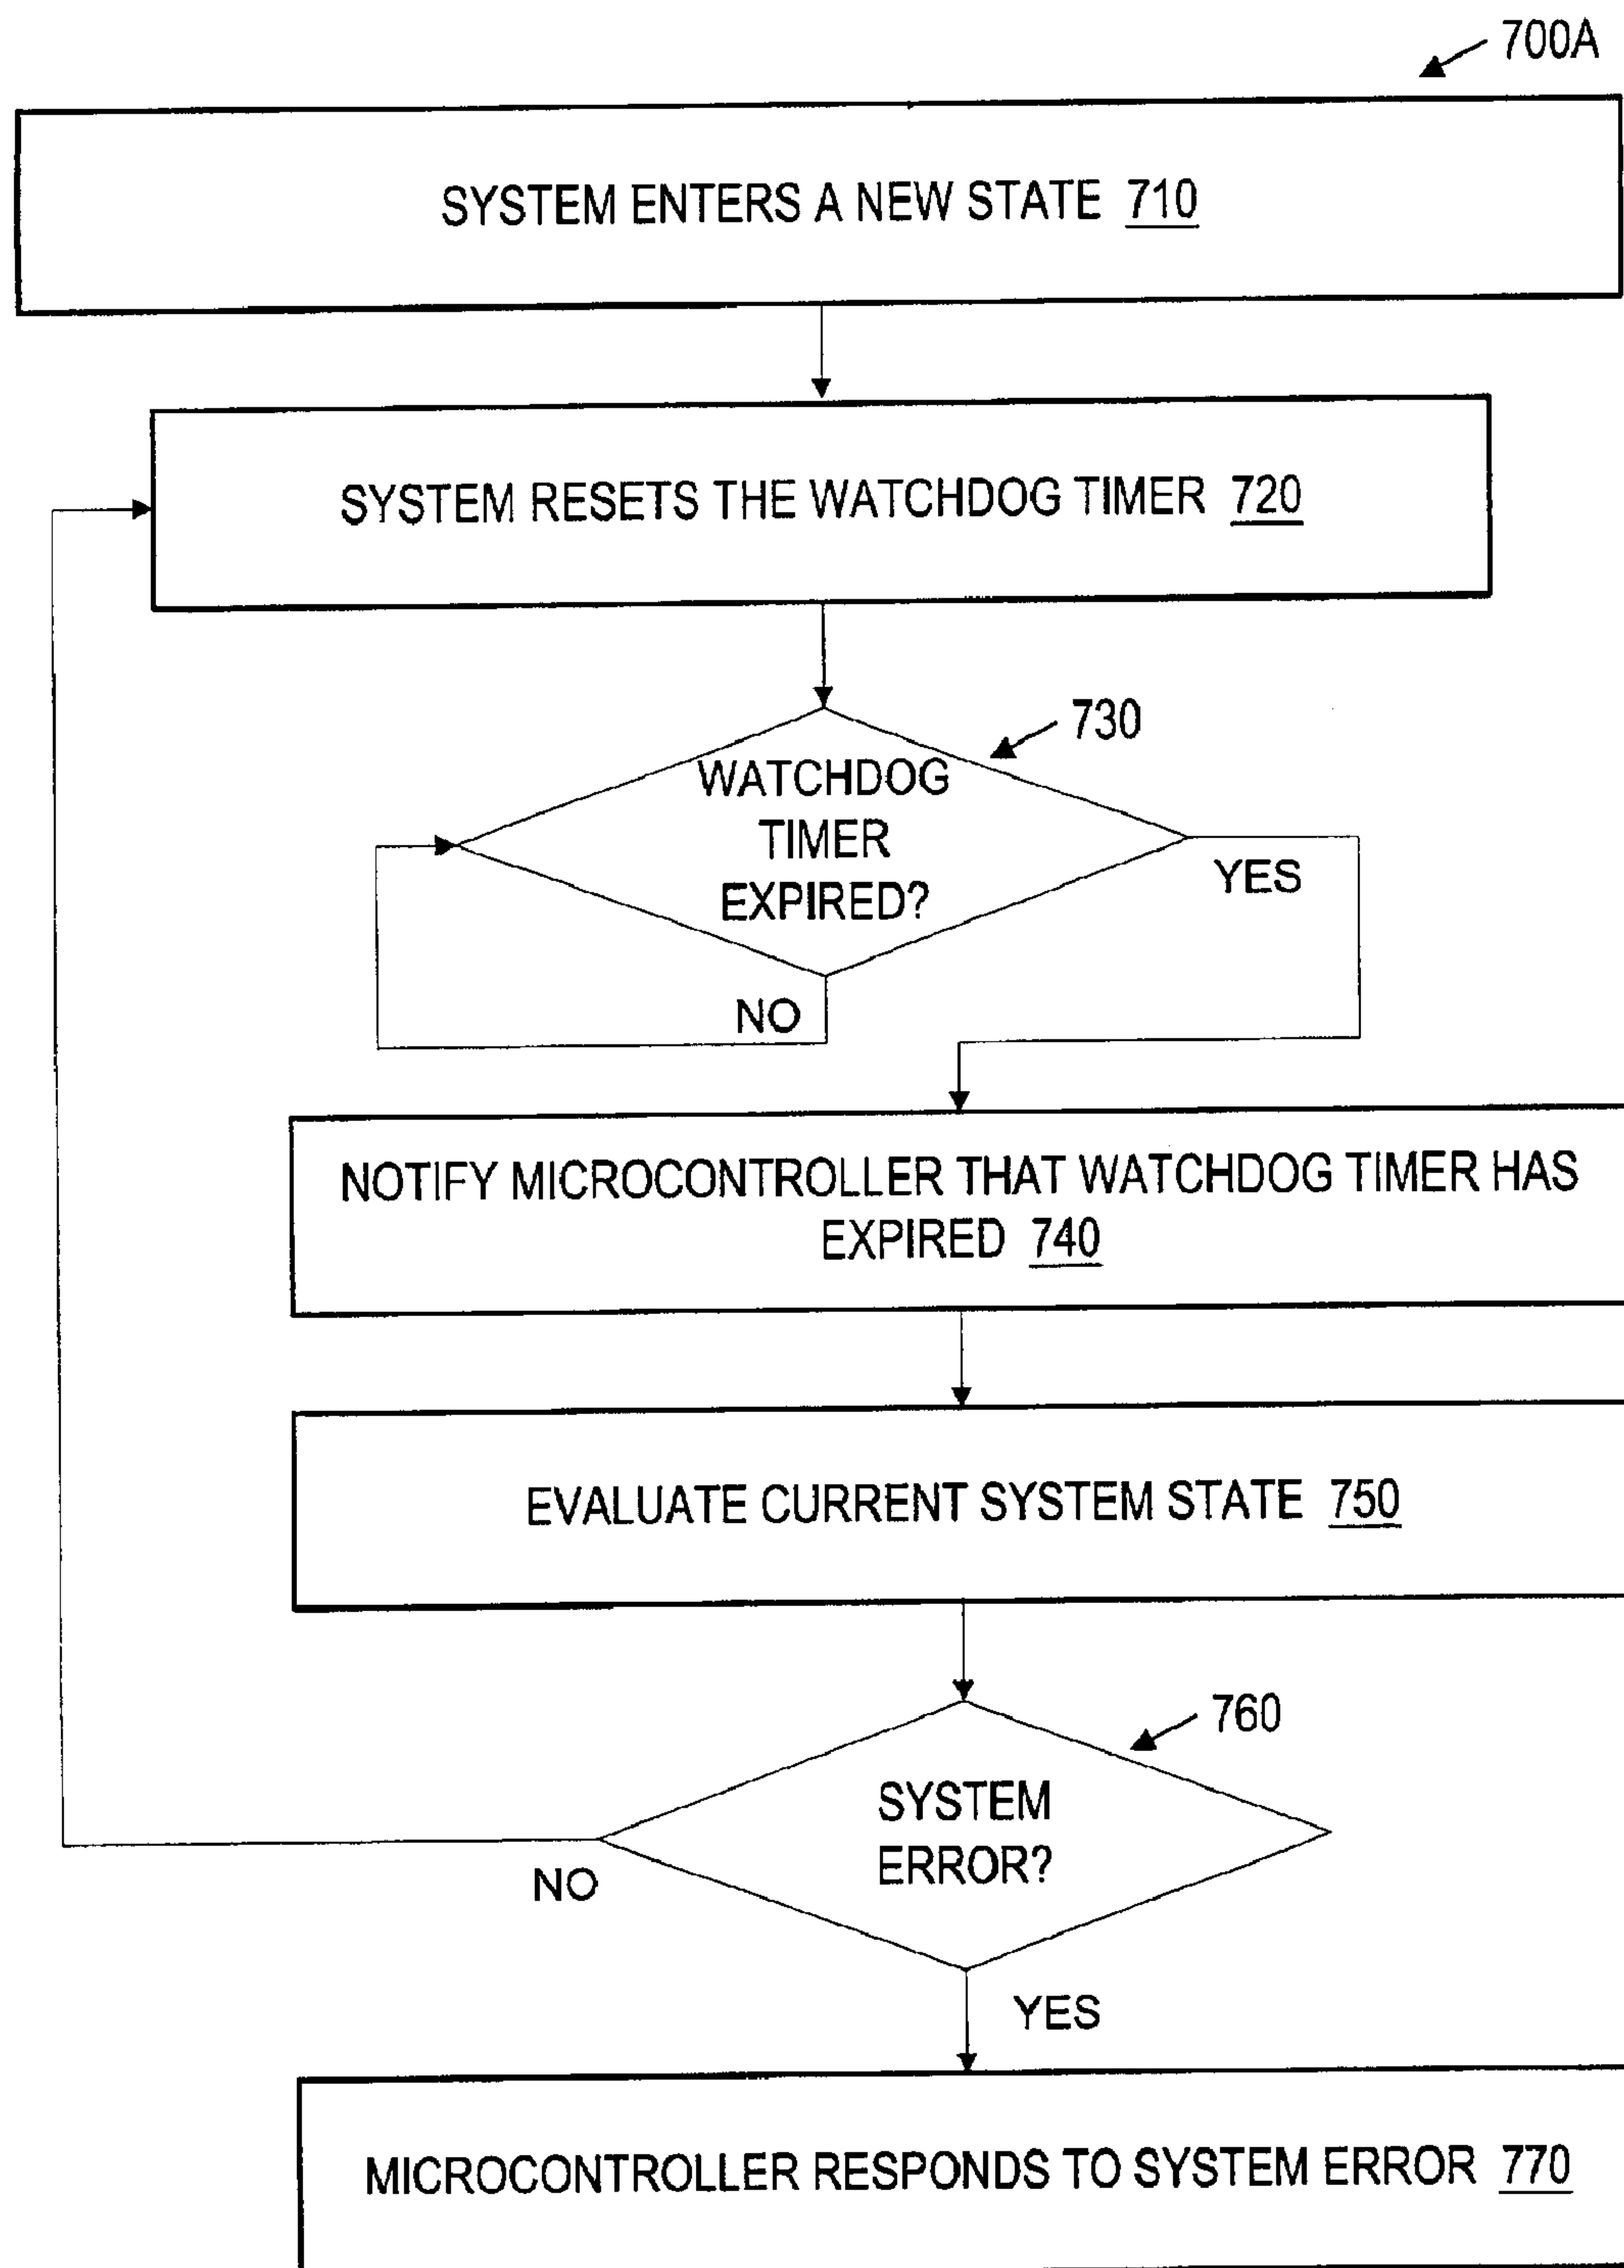 700A
SYSTEM ENTERS A NEW STATE 710
SYSTEM RESETS THE WATCHDOG TIMER 720
730
WATCHDOG
TIMER
EXPIRED?
YES
NO
NOTIFY MICROCONTROLLER THAT WATCHDOG TIMER HAS
EXPIRED 740
EVALUATE CURRENT SYSTEM STATE 750
760
SYSTEM
ERROR?
NO
YES
MICROCONTROLLER RESPONDS TO SYSTEM ERROR 770